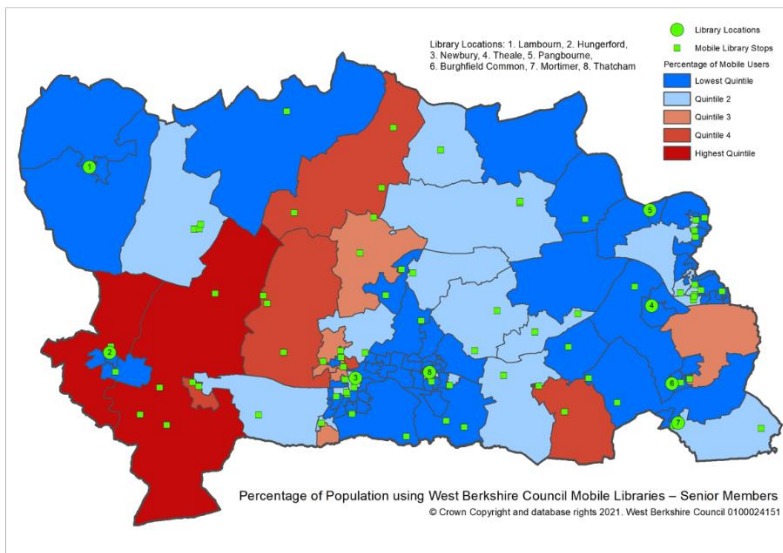 Library Locations: 1. Lambourn, 2. Hungerford,
3. Newbury, 4. Theale, 5. Pangbourne,
6. Burghfield Common, 7. Mortimer, 8. Thatcham
Library Locations
Mobile Library Stops
Percentage of Mobile Users
Lowest Quintile
Quintile 2
Quintile 3
Quintile 4
Highest Quintile
1
5
4
2
3
8
6
7
Percentage of Population using West Berkshire Council Mobile Libraries – Senior Members
© Crown Copyright and database rights 2021. West Berkshire Council 0100024151